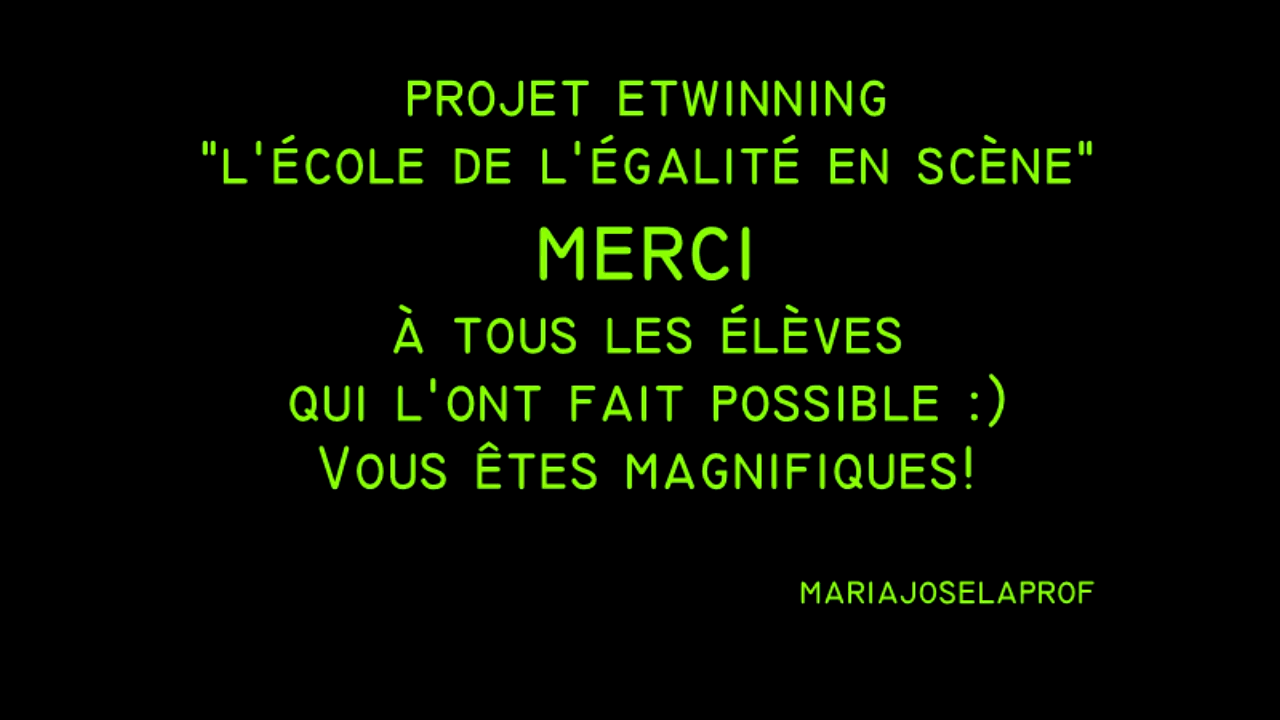 PROJET ETWINNING
"L'ÉCOLE DE L'ÉGALITÉ EN SCÈNE"
MERCI
À TOUS LES ÉLÈVES
QUI L'ONT FAIT POSSIBLE :)
VOUS ÊTES MAGNIFIQUES!
MARIAJOSELAPROF